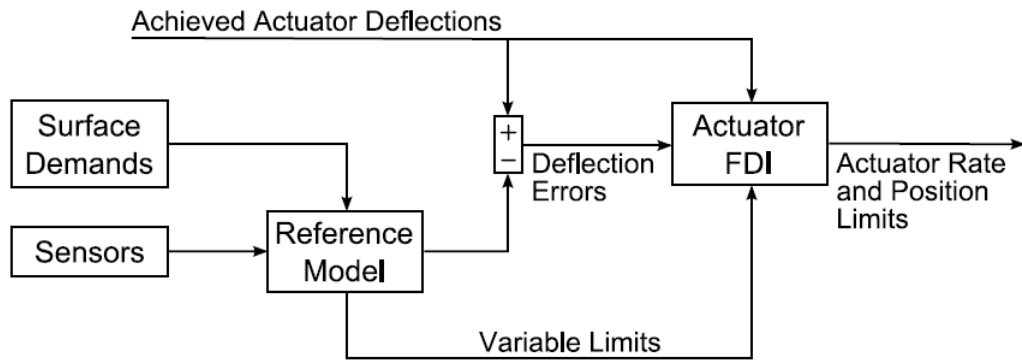 Achieved Actuator Deflections
Surface
Demands
Sensors
Reference
Model
+
−
Deflection
Errors
Actuator
FDI
Actuator Rate
and Position
Limits
Variable Limits